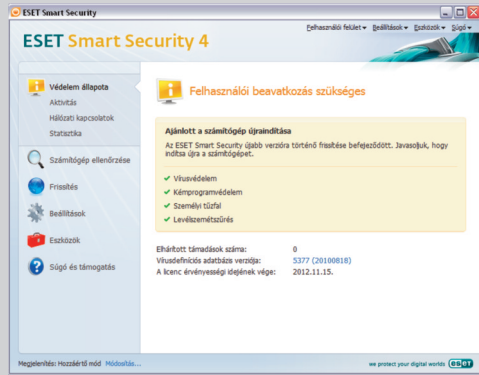 ESET Smart Security
Felhasználói felület Beállítások Eszközök Súgó
ESET Smart Security 4
Védelem állapota
Aktivitás
Hálózati kapcsolatok
Statisztika
Számítógép ellenőrzése
Frissítés
Beállítások
Eszközök
Súgó és támogatás
Felhasználói beavatkozás szükséges
Ajánlott a számítógép újraindítása
Az ESET Smart Security újabb verzióra történő frissítése befejeződött. Javasoljuk, hogy
indítsa újra a számítógépet.
Vírusvédelem
Kémprogramvédelem
Személyi tűzfal
Levélszemétszűrés
Elhárított támadások száma: 0
Vírusdefiníciós adatbázis verziója: 5377 (20100818)
A licenc érvényességi idejének vége: 2012.11.15.
Megjelenítés: Hozzáértő mód Módosítás...
we protect your digital worlds eset